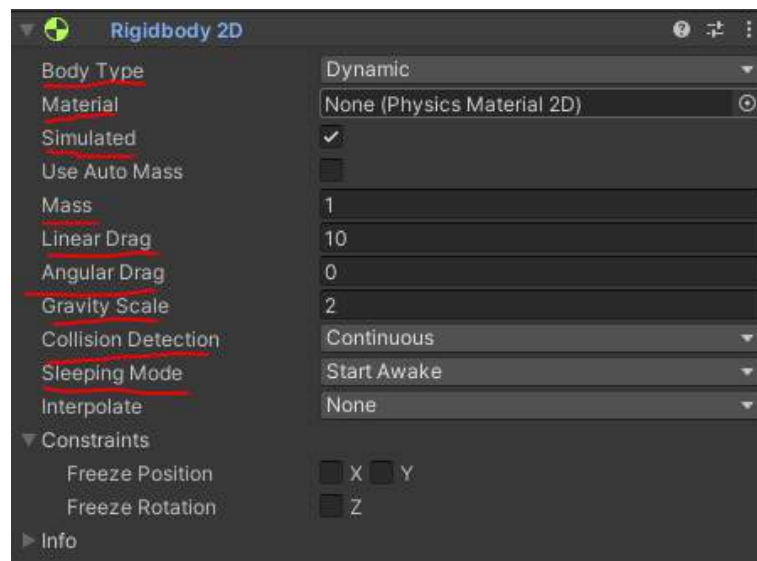 Rigidbody 2D
Body Type Dynamic
Material None (Physics Material 2D)
Simulated
Use Auto Mass
Mass 1
Linear Drag 10
Angular Drag 0
Gravity Scale 2
Collision Detection Continuous
Sleeping Mode Start Awake
Interpolate None
Constraints
Freeze Position X Y
Freeze Rotation Z
Info